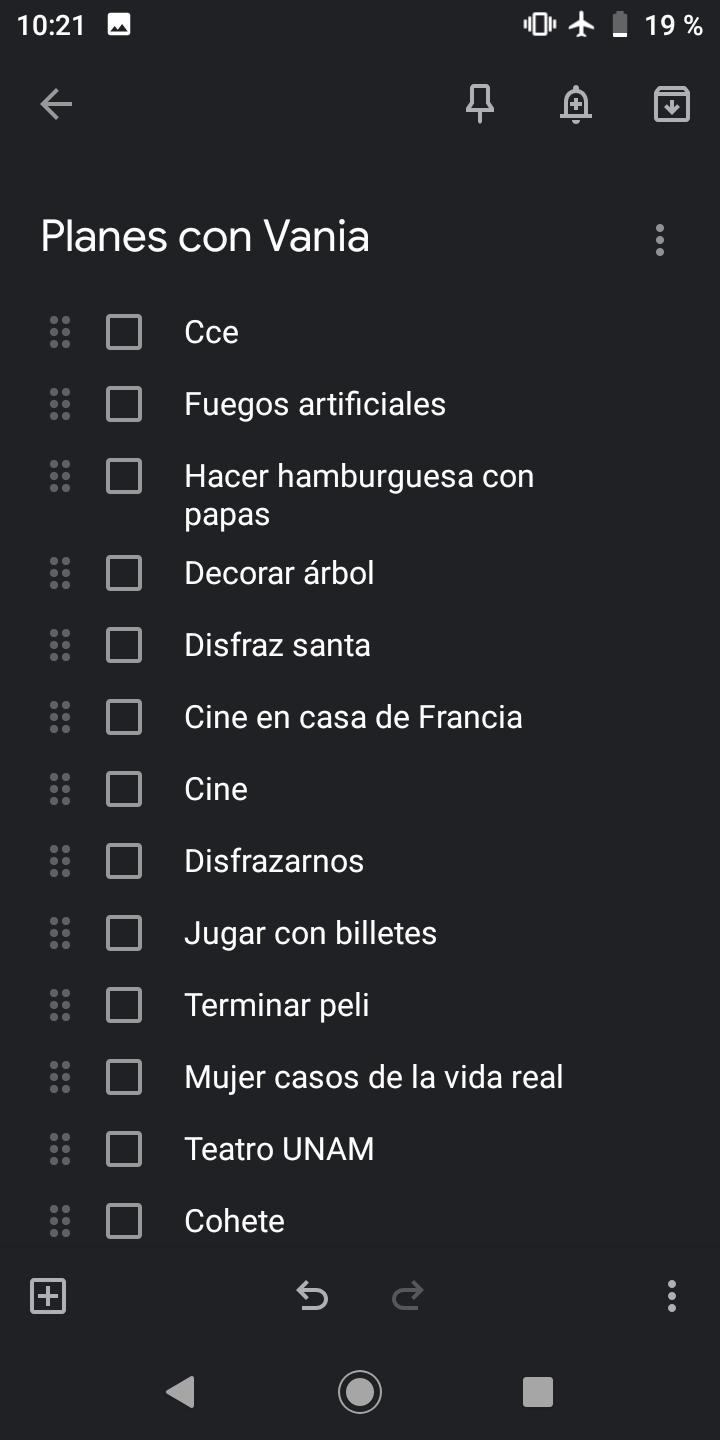 10:21
19 %
Planes con Vania
Cce
Fuegos artificiales
Hacer hamburguesa con
papas
Decorar árbol
Disfraz santa
Cine en casa de Francia
Cine
Disfrazarnos
Jugar con billetes
Terminar peli
Mujer casos de la vida real
Teatro UNAM
Cohete